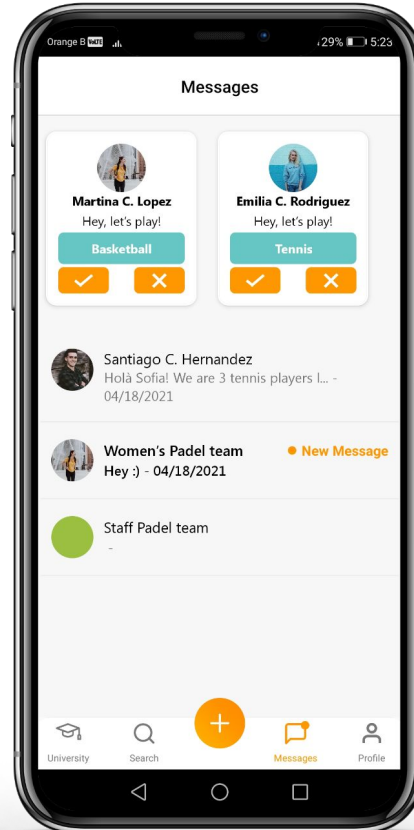 Orange B VoLTE 29% 5:23
Messages
Martina C. Lopez
Hey, let's play!
Basketball
Emilia C. Rodriguez
Hey, let's play!
Tennis
Santiago C. Hernandez
Holà Sofia! We are 3 tennis players l... -
04/18/2021
Women's Padel team
New Message
Hey :) - 04/18/2021
Staff Padel team
-
University Search Messages Profile